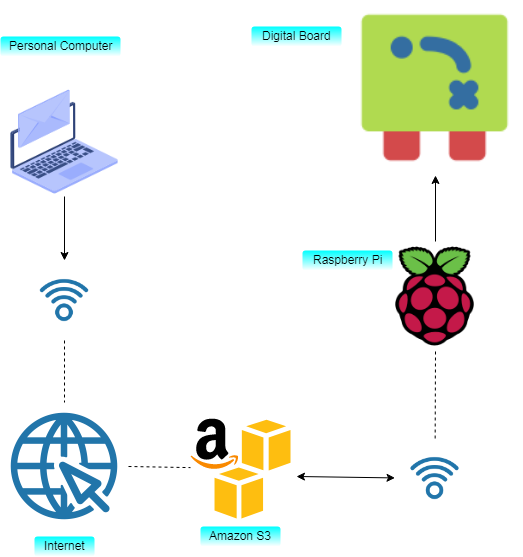 Personal Computer
Digital Board
Raspberry Pi
a
Amazon S3
Internet